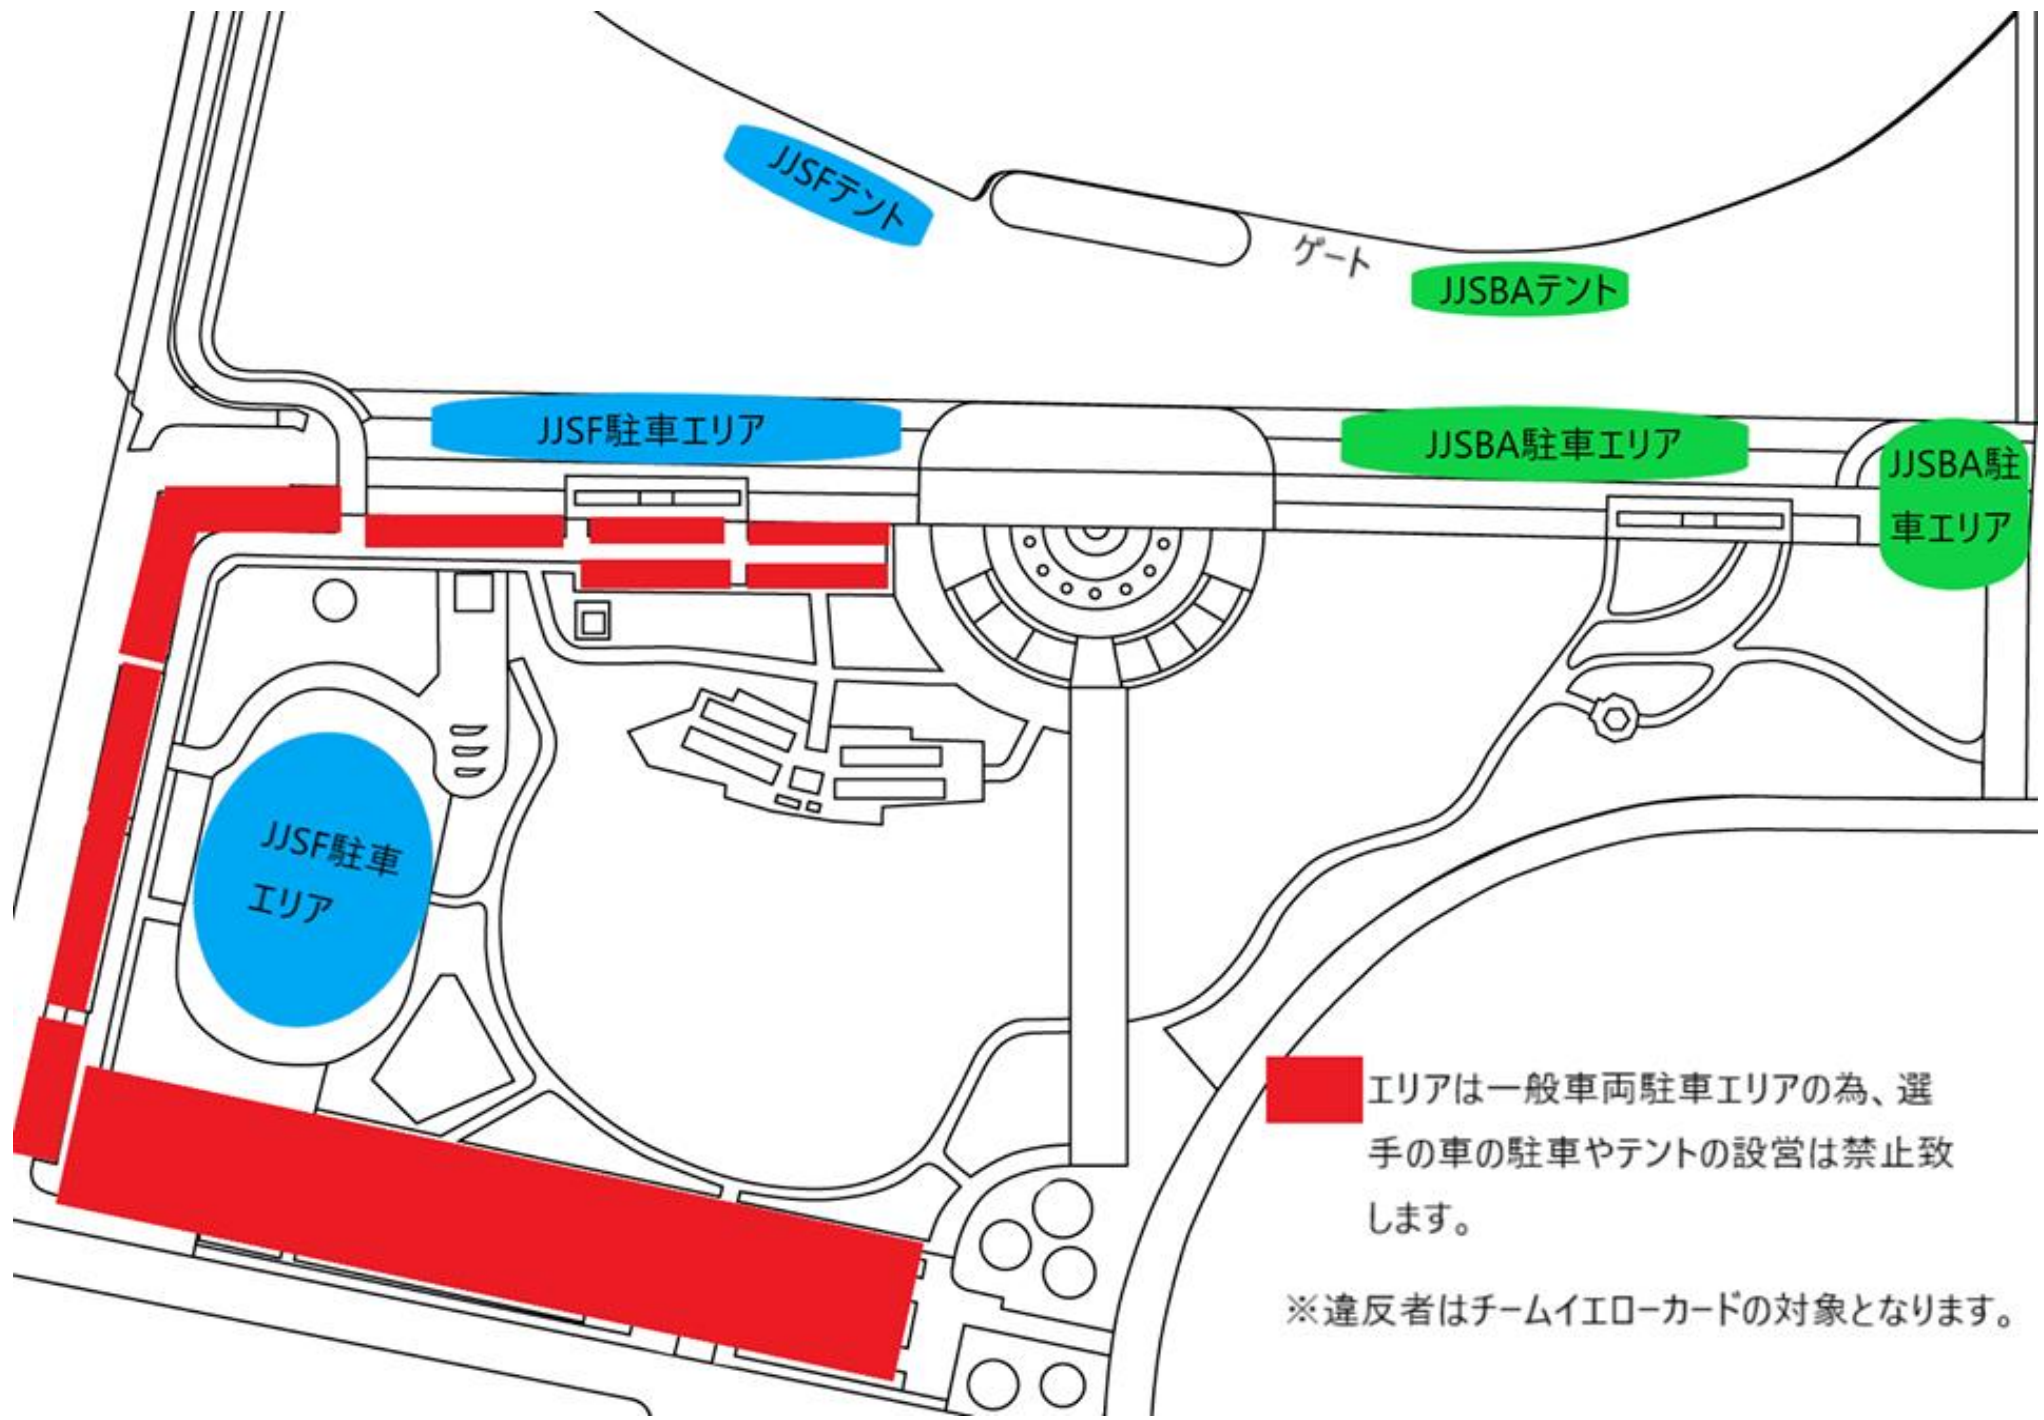 JJSFテント
ゲート
JJSBAテント
JJSF駐車エリア
JJSBA駐車エリア
JJSBA駐
車エリア
JJSF駐車
エリア
エリアは一般車両駐車エリアの為、選
手の車の駐車やテントの設営は禁止致
します。
※違反者はチームイエローカードの対象となります。